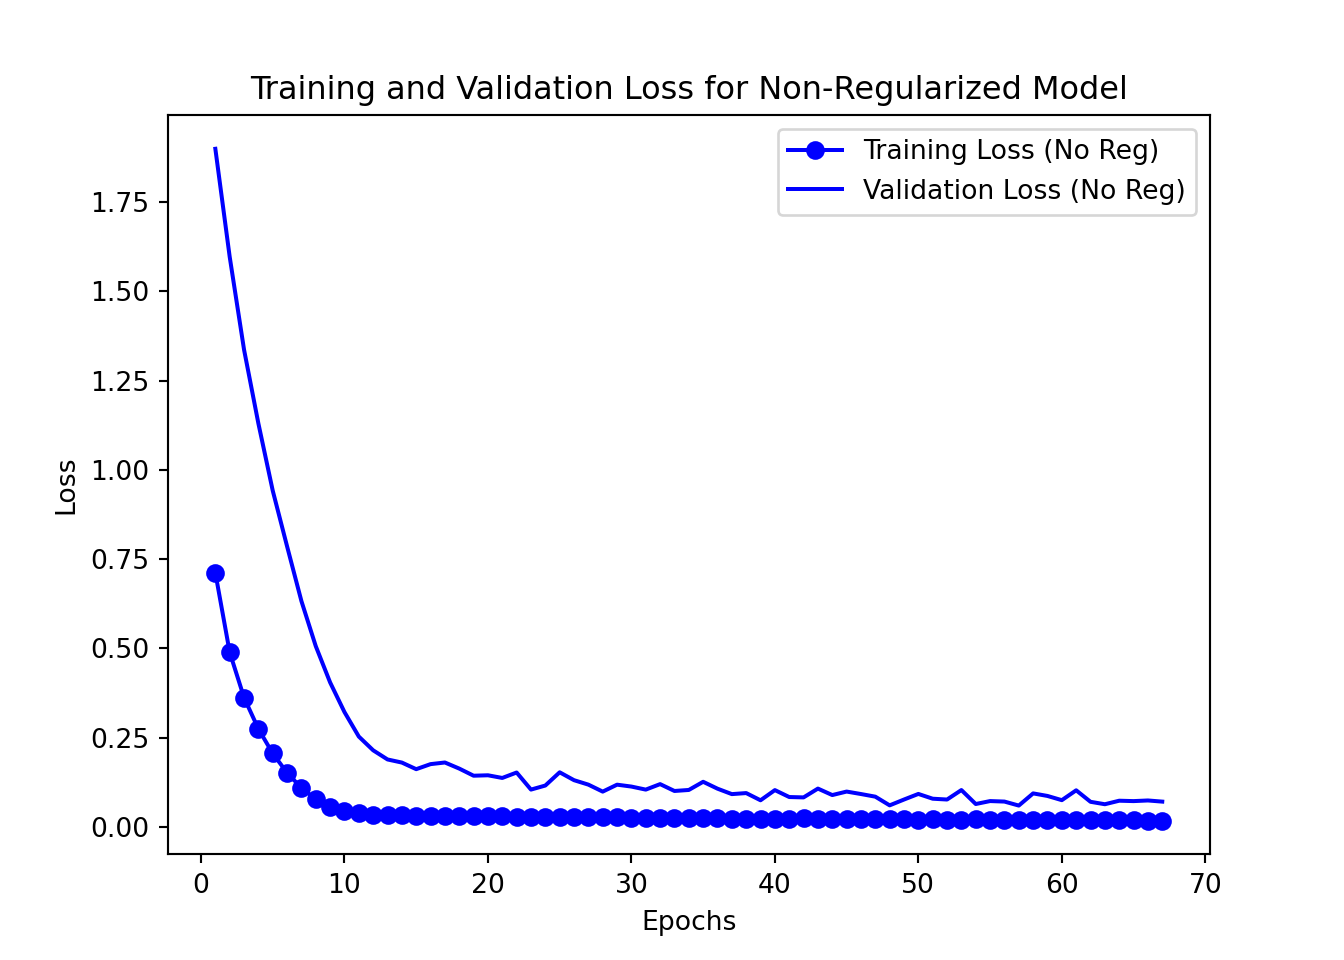 Training and Validation Loss for Non-Regularized Model
Training Loss (No Reg)
Validation Loss (No Reg)
1.75
1.50
1.25
1.00
0.75
0.50
0.25
0.00
Loss
0 10 20 30 40 50 60 70
Epochs